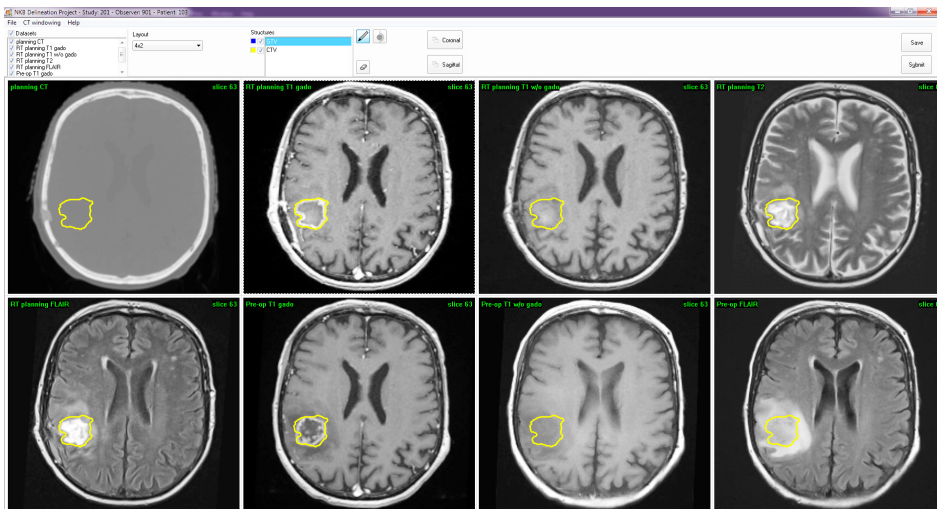 NKB Delineation Project - Study: 201 - Observer: 901 - Patient: 103
File CT windowing Help
Datasets
planning CT
RT planning T1 gado
RT planning T1 w/o gado
RT planning T2
RT planning FLAIR
Pre-op T1 gado
Layout
4x2
Structures
GTV
CTV
Coronal
Sagittal
Save
Submit
planning CT slice 63
RT planning T1 gado slice 63
RT planning T1 w/o gado slice 63
RT planning T2 slice 6
RT planning FLAIR slice 63
Pre-op T1 gado slice 63
Pre-op T1 w/o gado slice 63
Pre-op FLAIR slice 6